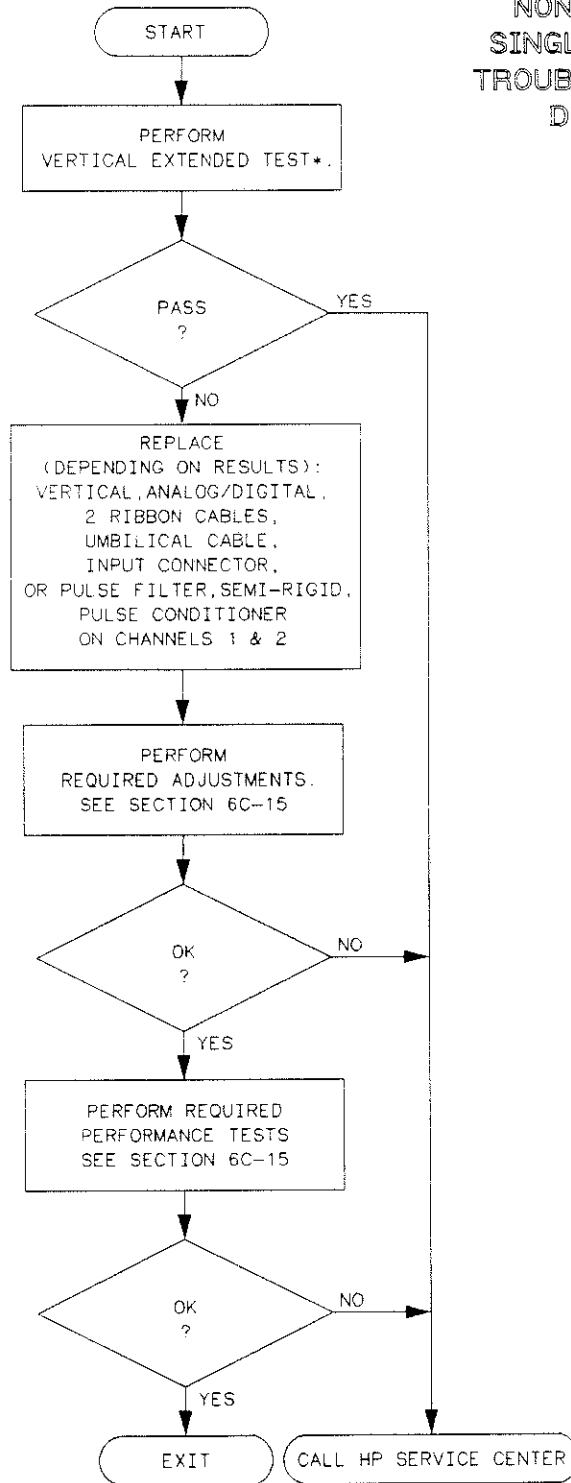 NON
SINGL
TROUB
D
START
PERFORM
VERTICAL EXTENDED TEST*.
PASS
?
YES
NO
REPLACE
(DEPENDING ON RESULTS):
VERTICAL,ANALOG/DIGITAL,
2 RIBBON CABLES,
UMBILICAL CABLE,
INPUT CONNECTOR,
OR PULSE FILTER,SEMI-RIGID,
PULSE CONDITIONER
ON CHANNELS 1 & 2
PERFORM
REQUIRED ADJUSTMENTS.
SEE SECTION 6C-15
OK
?
NO
YES
PERFORM REQUIRED
PERFORMANCE TESTS
SEE SECTION 6C-15
OK
?
NO
YES
EXIT
CALL HP SERVICE CENTER